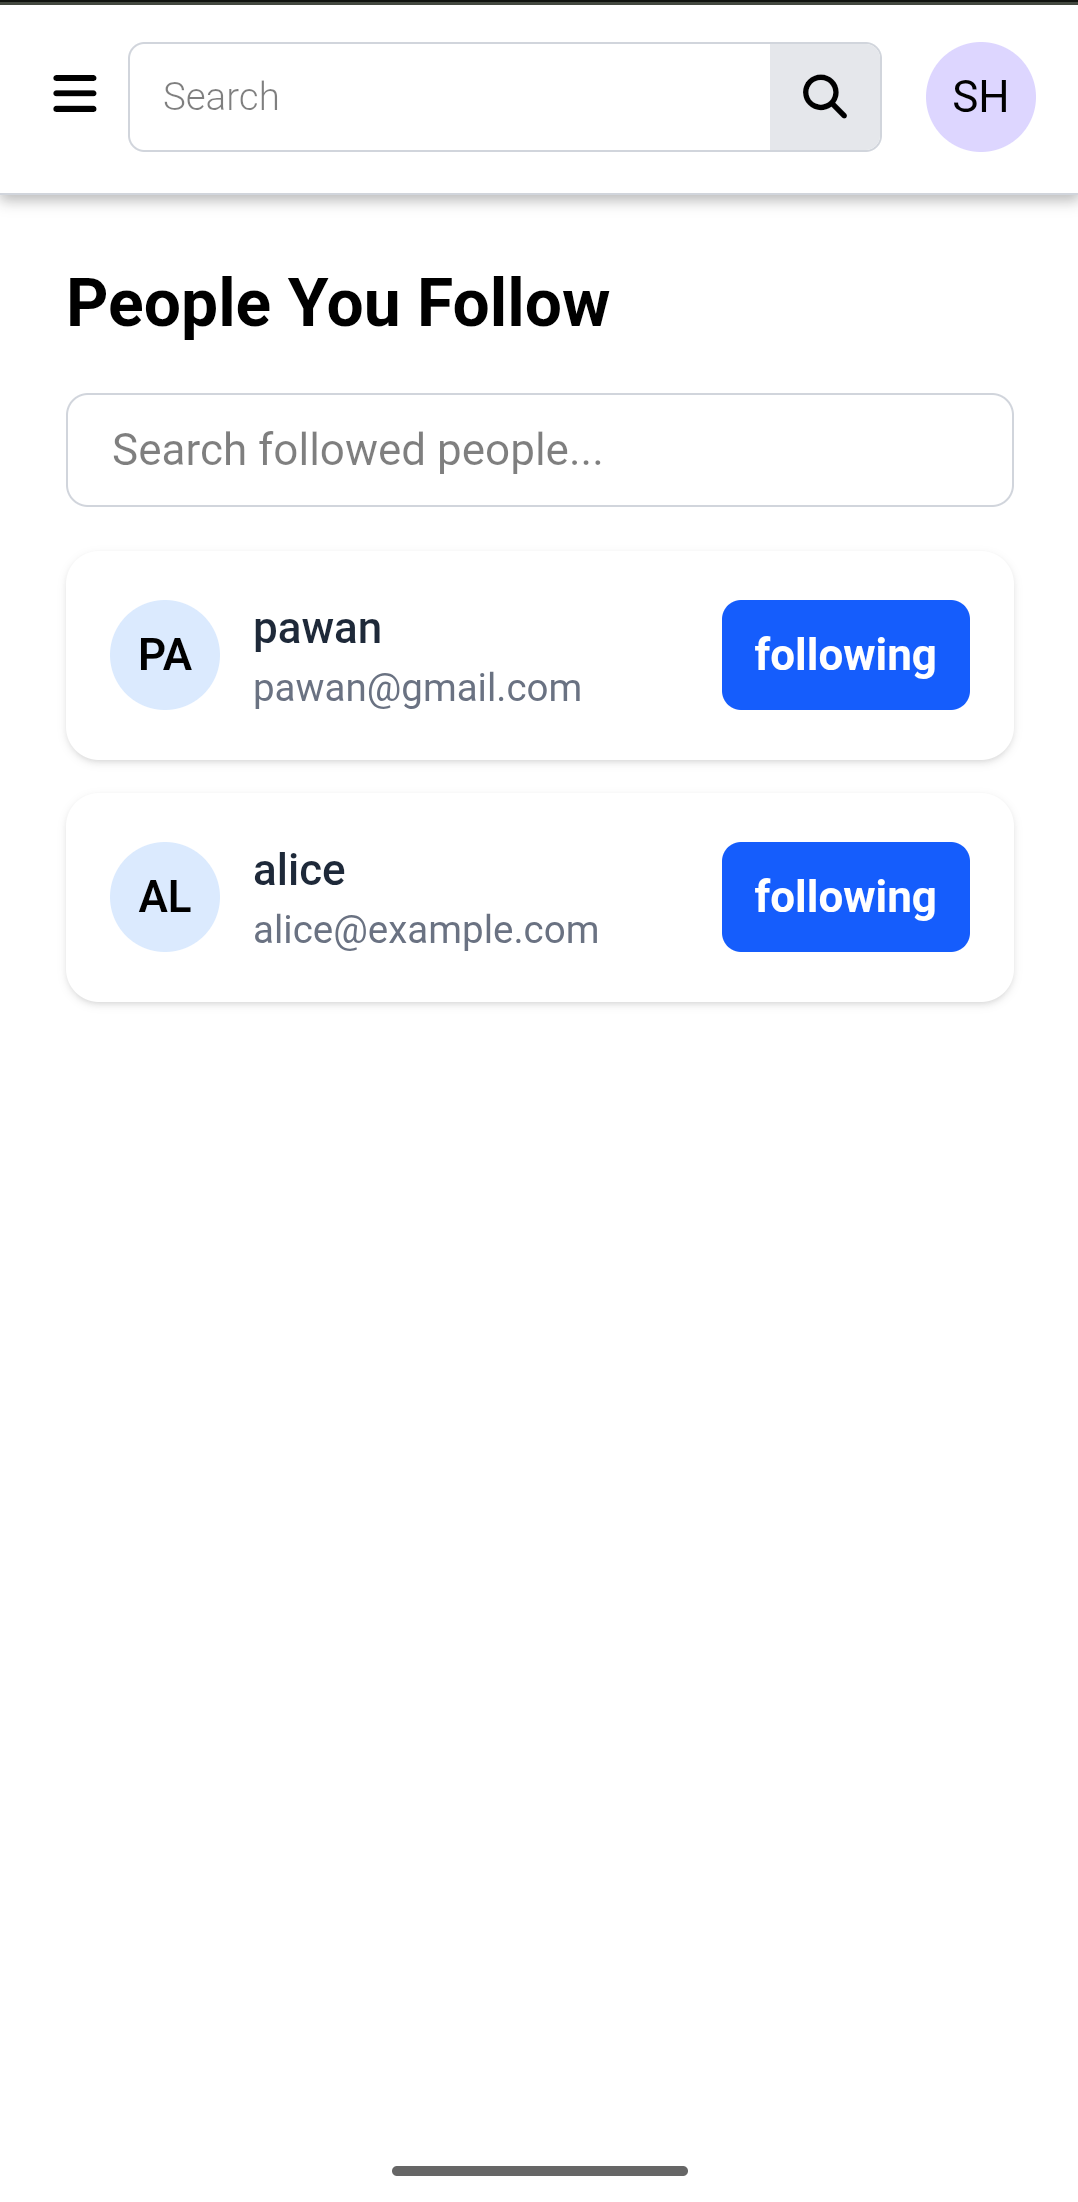 Search
SH
People You Follow
Search followed people...
PA
pawan
pawan@gmail.com
following
AL
alice
alice@example.com
following